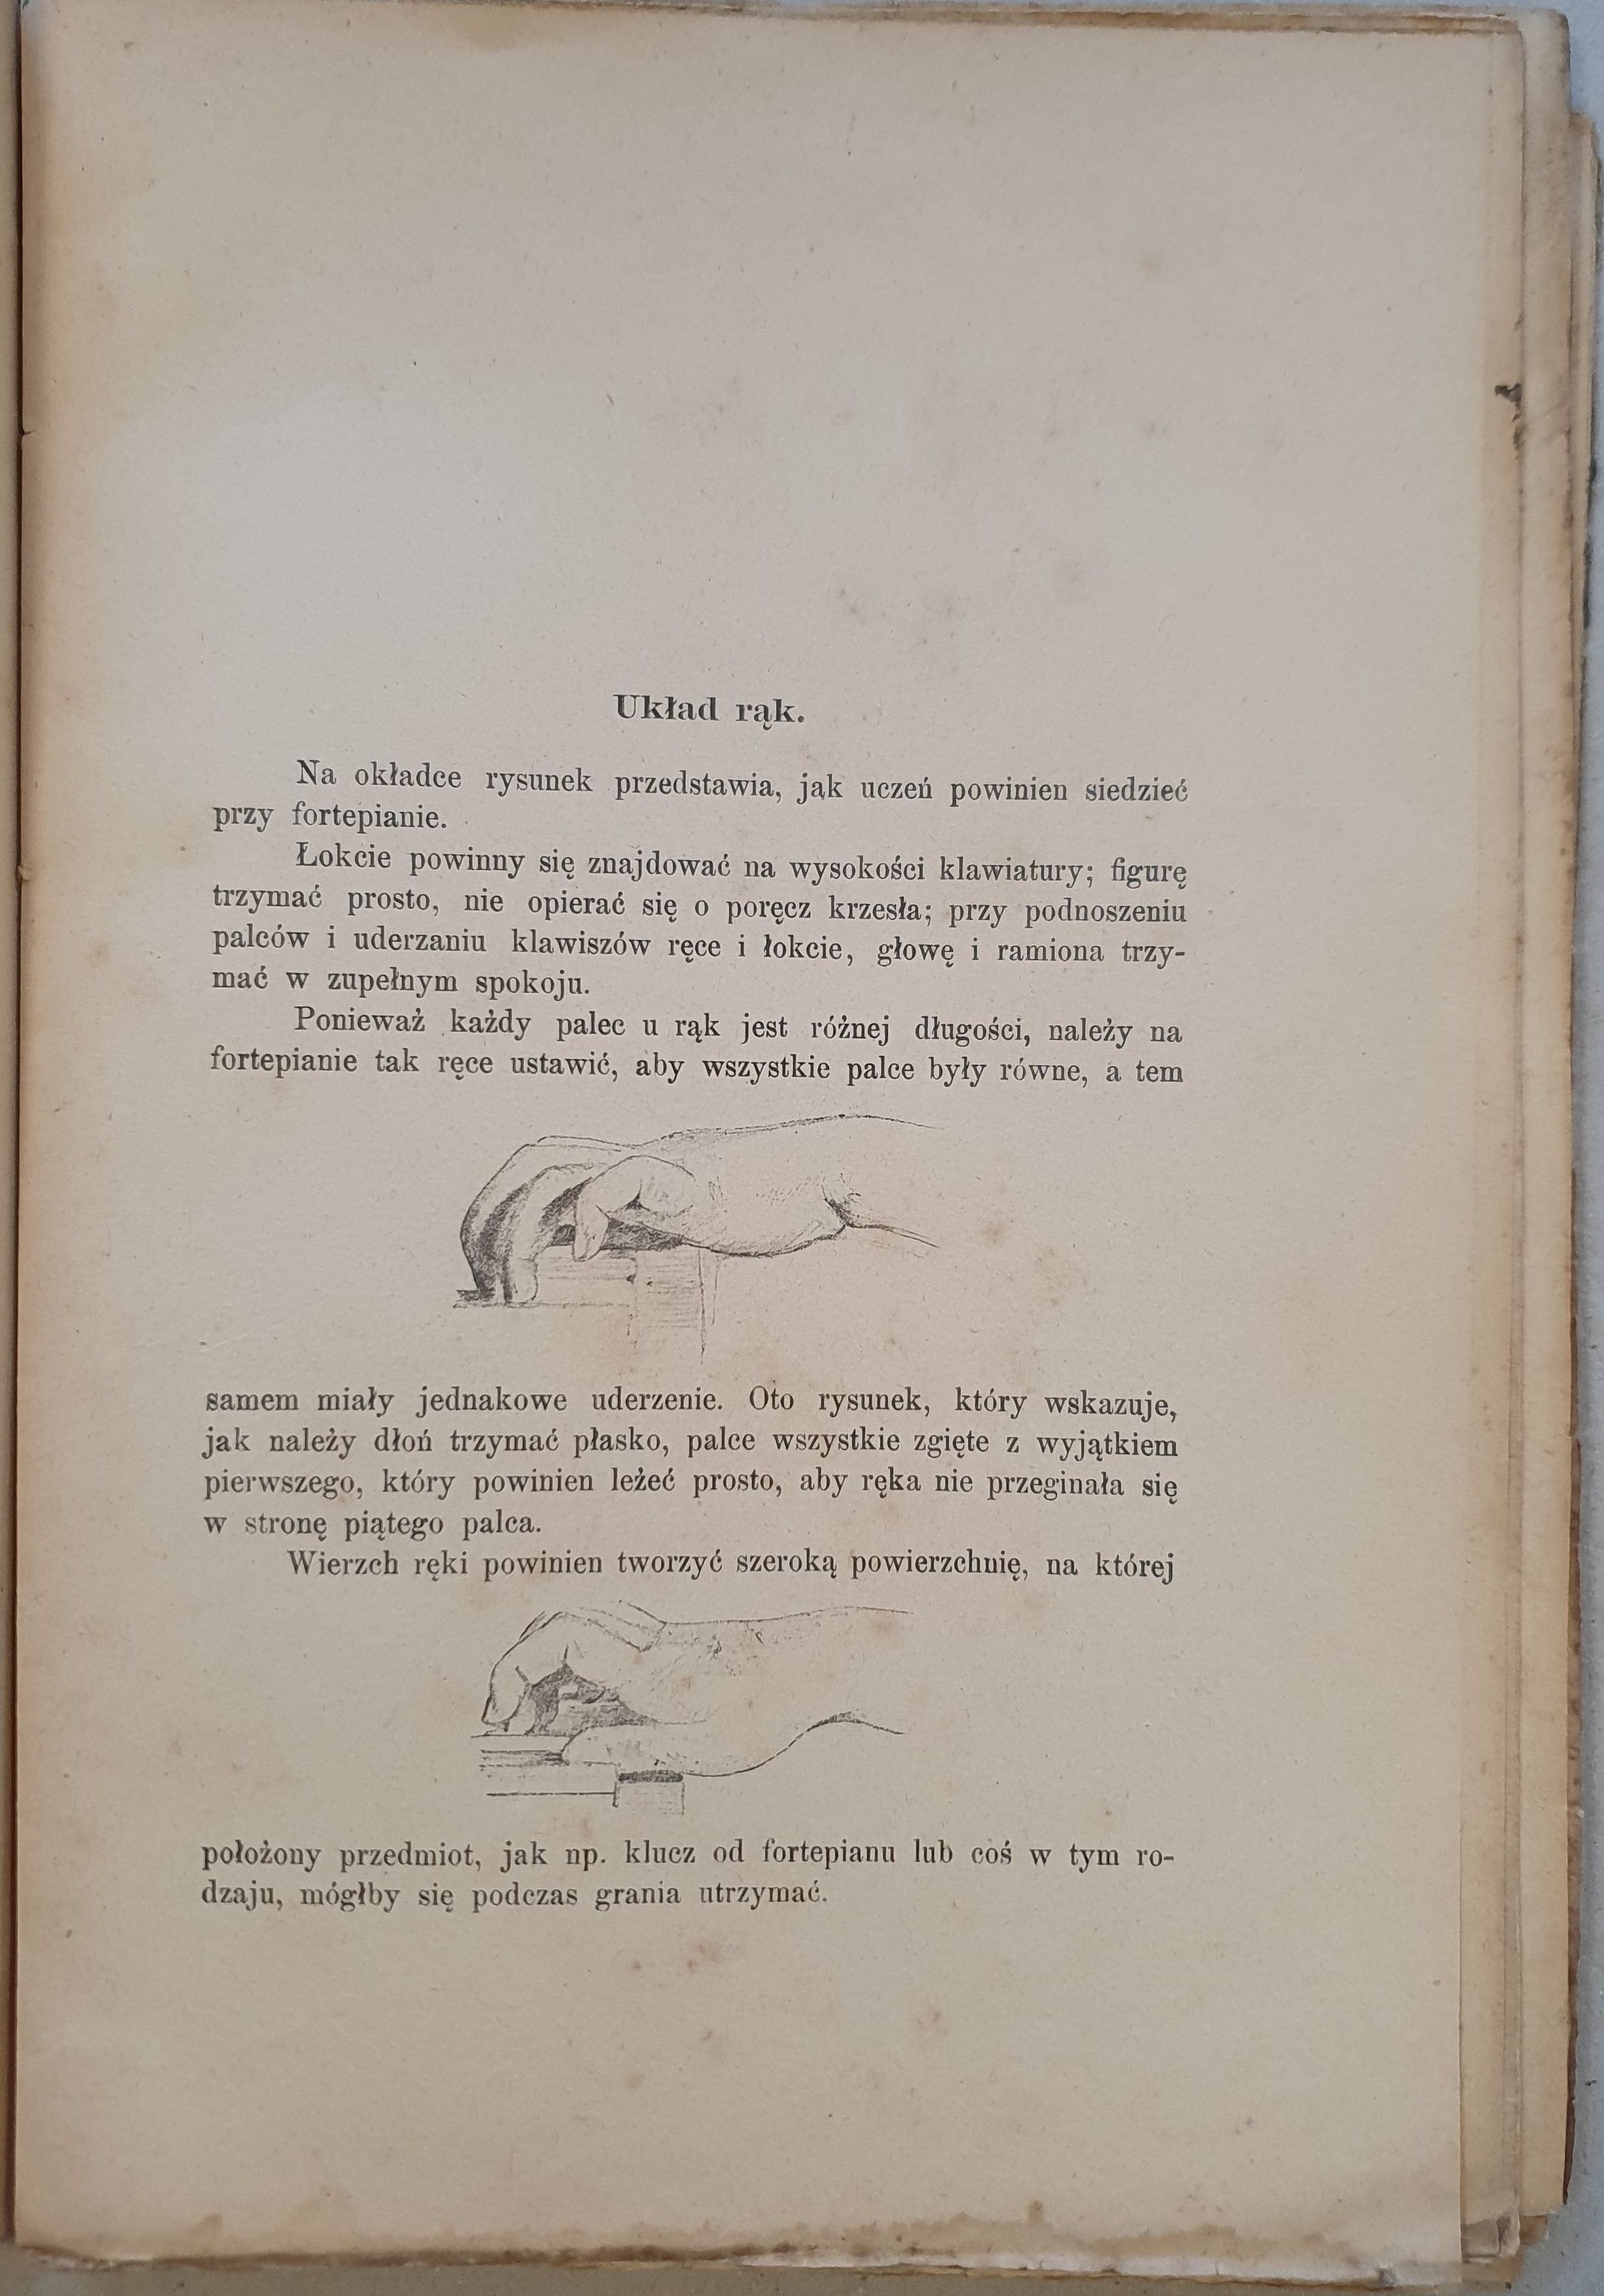 Układ rąk.
Na okładce rysunek przedstawia, jak uczeń powinien siedzieć
przy fortepianie.
Łokcie powinny się znajdować na wysokości klawiatury; figurę
trzymać prosto, nie opierać się o poręcz krzesła; przy podnoszeniu
palców i uderzaniu klawiszów ręce i łokcie, głowę i ramiona trzy-
mać w zupełnym spokoju.
Ponieważ każdy palec u rąk jest różnej długości, należy na
fortepianie tak ręce ustawić, aby wszystkie palce były równe, a tem
samem miały jednakowe uderzenie. Oto rysunek, który wskazuje,
jak należy dłoń trzymać płasko, palce wszystkie zgięte z wyjątkiem
pierwszego, który powinien leżeć prosto, aby ręka nie przeginała się
w stronę piątego palca.
Wierzch ręki powinien tworzyć szeroką powierzchnię, na której
położony przedmiot, jak np. klucz od fortepianu lub coś w tym ro-
dzaju, mógłby się podczas grania utrzymać.